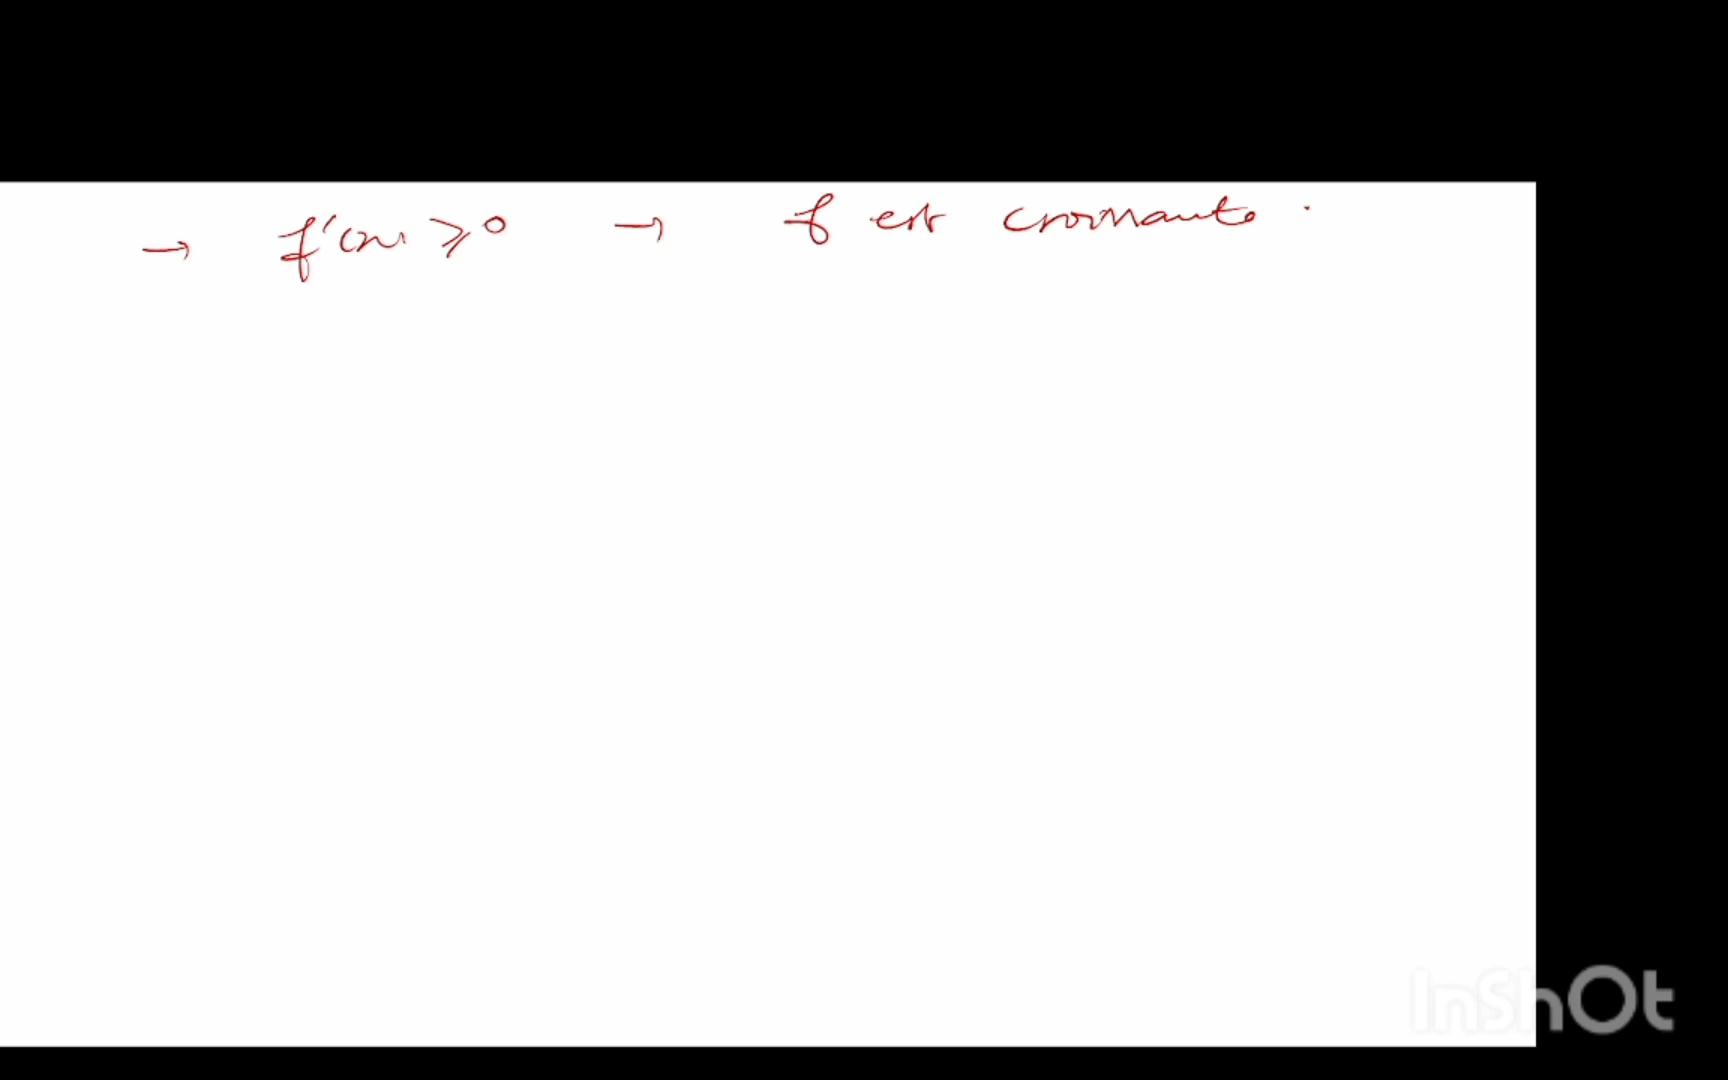 → f'(x) ≥ 0 → f est croissante.
InShOt